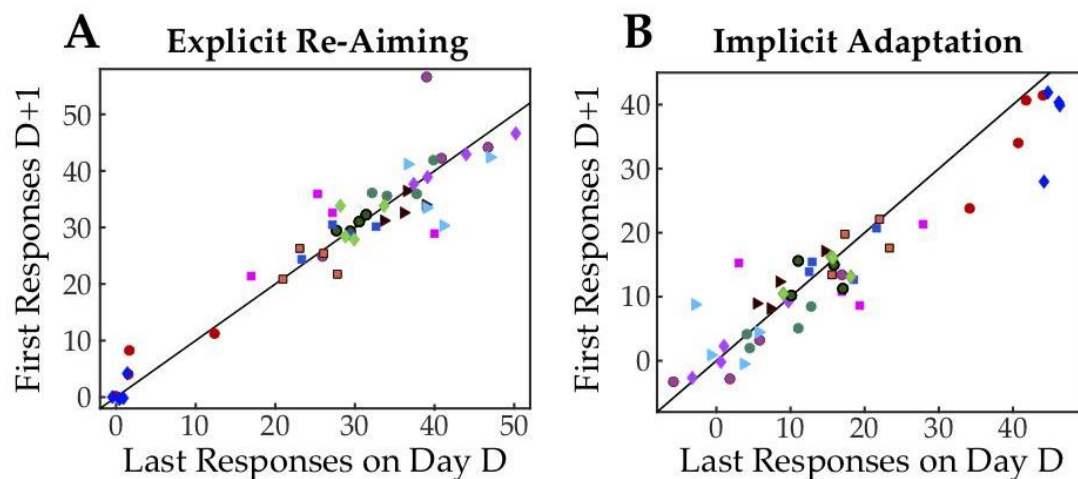 A
Explicit Re-Aiming
First Responses D+1
50
40
30
20
10
0
0 10 20 30 40 50
Last Responses on Day D
B
Implicit Adaptation
First Responses D+1
40
30
20
10
0
0 10 20 30 40
Last Responses on Day D